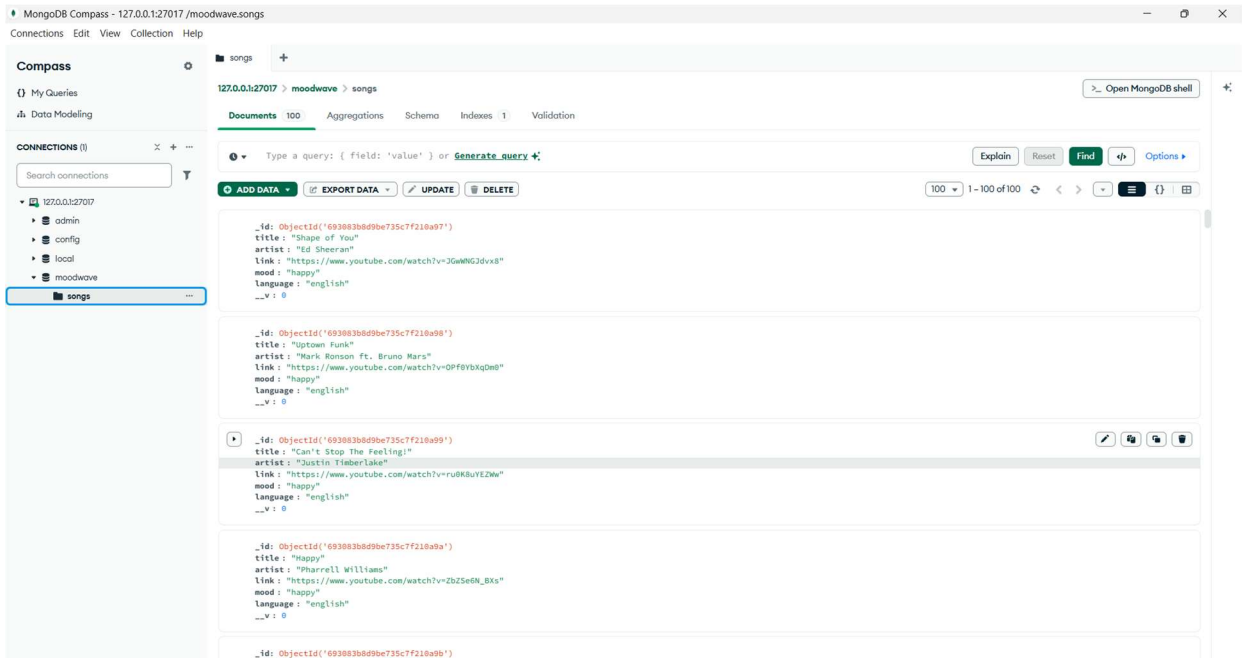 MongoDB Compass - 127.0.0.1:27017 /moodwave.songs
Connections Edit View Collection Help
Compass
My Queries
Data Modeling
CONNECTIONS (1)
Search connections
127.0.0.1:27017
admin
config
local
moodwave
songs
songs
127.0.0.1:27017 > moodwave > songs
>_ Open MongoDB shell
Documents 100 Aggregations Schema Indexes 1 Validation
Type a query: { field: 'value' } or Generate query
Explain Reset Find </> Options
ADD DATA EXPORT DATA UPDATE DELETE
100 1 – 100 of 100
_id: ObjectId('693083b8d9be735c7f210a97')
title : "Shape of You"
artist : "Ed Sheeran"
link : "https://www.youtube.com/watch?v=JGwWNGJdvx8"
mood : "happy"
language : "english"
__v : 0
_id: ObjectId('693083b8d9be735c7f210a98')
title : "Uptown Funk"
artist : "Mark Ronson ft. Bruno Mars"
link : "https://www.youtube.com/watch?v=OPf0YbXqDm0"
mood : "happy"
language : "english"
__v : 0
_id: ObjectId('693083b8d9be735c7f210a99')
title : "Can't Stop The Feeling!"
artist : "Justin Timberlake"
link : "https://www.youtube.com/watch?v=ru0K8uYEZWw"
mood : "happy"
language : "english"
__v : 0
_id: ObjectId('693083b8d9be735c7f210a9a')
title : "Happy"
artist : "Pharrell Williams"
link : "https://www.youtube.com/watch?v=ZbZSe6N_BXs"
mood : "happy"
language : "english"
__v : 0
_id: ObjectId('693083b8d9be735c7f210a9b')